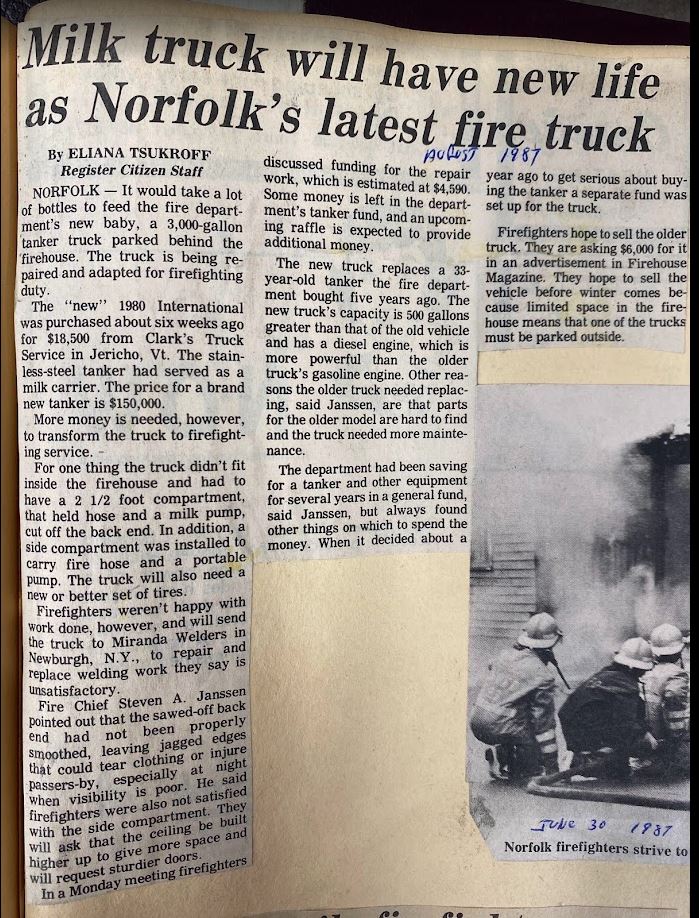 Milk truck will have new life
as Norfolk's latest fire truck
August 1987
By ELIANA TSUKROFF
Register Citizen Staff
NORFOLK — It would take a lot
of bottles to feed the fire depart-
ment's new baby, a 3,000-gallon
tanker truck parked behind the
firehouse. The truck is being re-
paired and adapted for firefighting
duty.
The "new" 1980 International
was purchased about six weeks ago
for $18,500 from Clark's Truck
Service in Jericho, Vt. The stain-
less-steel tanker had served as a
milk carrier. The price for a brand
new tanker is $150,000.
More money is needed, however,
to transform the truck to firefight-
ing service.
For one thing the truck didn't fit
inside the firehouse and had to
have a 2 1/2 foot compartment,
that held hose and a milk pump,
cut off the back end. In addition, a
side compartment was installed to
carry fire hose and a portable
pump. The truck will also need a
new or better set of tires.
Firefighters weren't happy with
work done, however, and will send
the truck to Miranda Welders in
Newburgh, N.Y., to repair and
replace welding work they say is
unsatisfactory.
Fire Chief Steven A. Janssen
pointed out that the sawed-off back
end had not been properly
smoothed, leaving jagged edges
that could tear clothing or injure
passers-by, especially at night
when visibility is poor. He said
firefighters were also not satisfied
with the side compartment. They
will ask that the ceiling be built
higher up to give more space and
will request sturdier doors.
In a Monday meeting firefighters
discussed funding for the repair
work, which is estimated at $4,590.
Some money is left in the depart-
ment's tanker fund, and an upcom-
ing raffle is expected to provide
additional money.
The new truck replaces a 33-
year-old tanker the fire depart-
ment bought five years ago. The
new truck's capacity is 500 gallons
greater than that of the old vehicle
and has a diesel engine, which is
more powerful than the older
truck's gasoline engine. Other rea-
sons the older truck needed replac-
ing, said Janssen, are that parts
for the older model are hard to find
and the truck needed more mainte-
nance.
The department had been saving
for a tanker and other equipment
for several years in a general fund,
said Janssen, but always found
other things on which to spend the
money. When it decided about a
year ago to get serious about buy-
ing the tanker a separate fund was
set up for the truck.
Firefighters hope to sell the older
truck. They are asking $6,000 for it
in an advertisement in Firehouse
Magazine. They hope to sell the
vehicle before winter comes be-
cause limited space in the fire-
house means that one of the trucks
must be parked outside.
JUNE 30 1987
Norfolk firefighters strive to